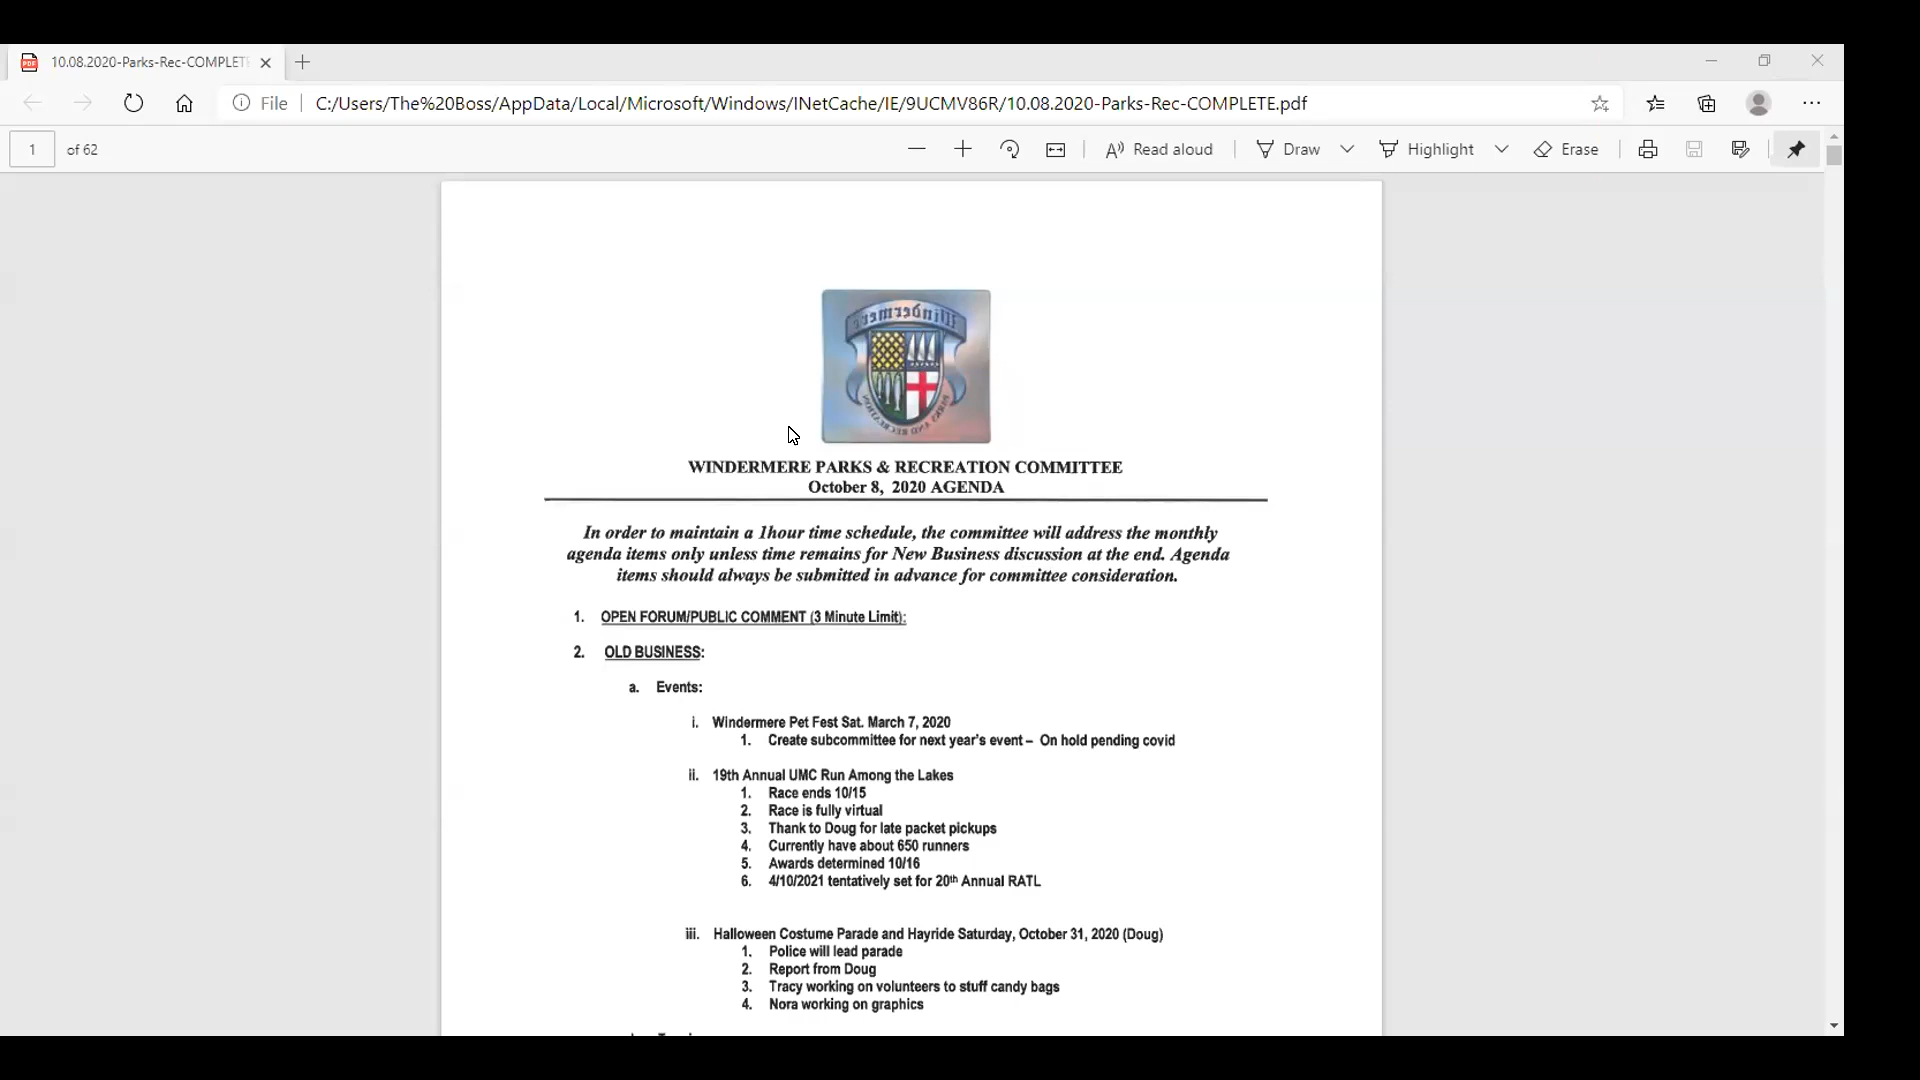 10.08.2020-Parks-Rec-COMPLETE
File
C:/Users/The%20Boss/AppData/Local/Microsoft/Windows/INetCache/IE/9UCMV86R/10.08.2020-Parks-Rec-COMPLETE.pdf
1 of 62
Read aloud
Draw
Highlight
Erase
Windermere
PARKS AND RECREATION
WINDERMERE PARKS & RECREATION COMMITTEE
October 8, 2020 AGENDA
In order to maintain a 1hour time schedule, the committee will address the monthly
agenda items only unless time remains for New Business discussion at the end. Agenda
items should always be submitted in advance for committee consideration.
1. OPEN FORUM/PUBLIC COMMENT (3 Minute Limit):
2. OLD BUSINESS:
a. Events:
i. Windermere Pet Fest Sat. March 7, 2020
1. Create subcommittee for next year's event – On hold pending covid
ii. 19th Annual UMC Run Among the Lakes
1. Race ends 10/15
2. Race is fully virtual
3. Thank to Doug for late packet pickups
4. Currently have about 650 runners
5. Awards determined 10/16
6. 4/10/2021 tentatively set for 20th Annual RATL
iii. Halloween Costume Parade and Hayride Saturday, October 31, 2020 (Doug)
1. Police will lead parade
2. Report from Doug
3. Tracy working on volunteers to stuff candy bags
4. Nora working on graphics